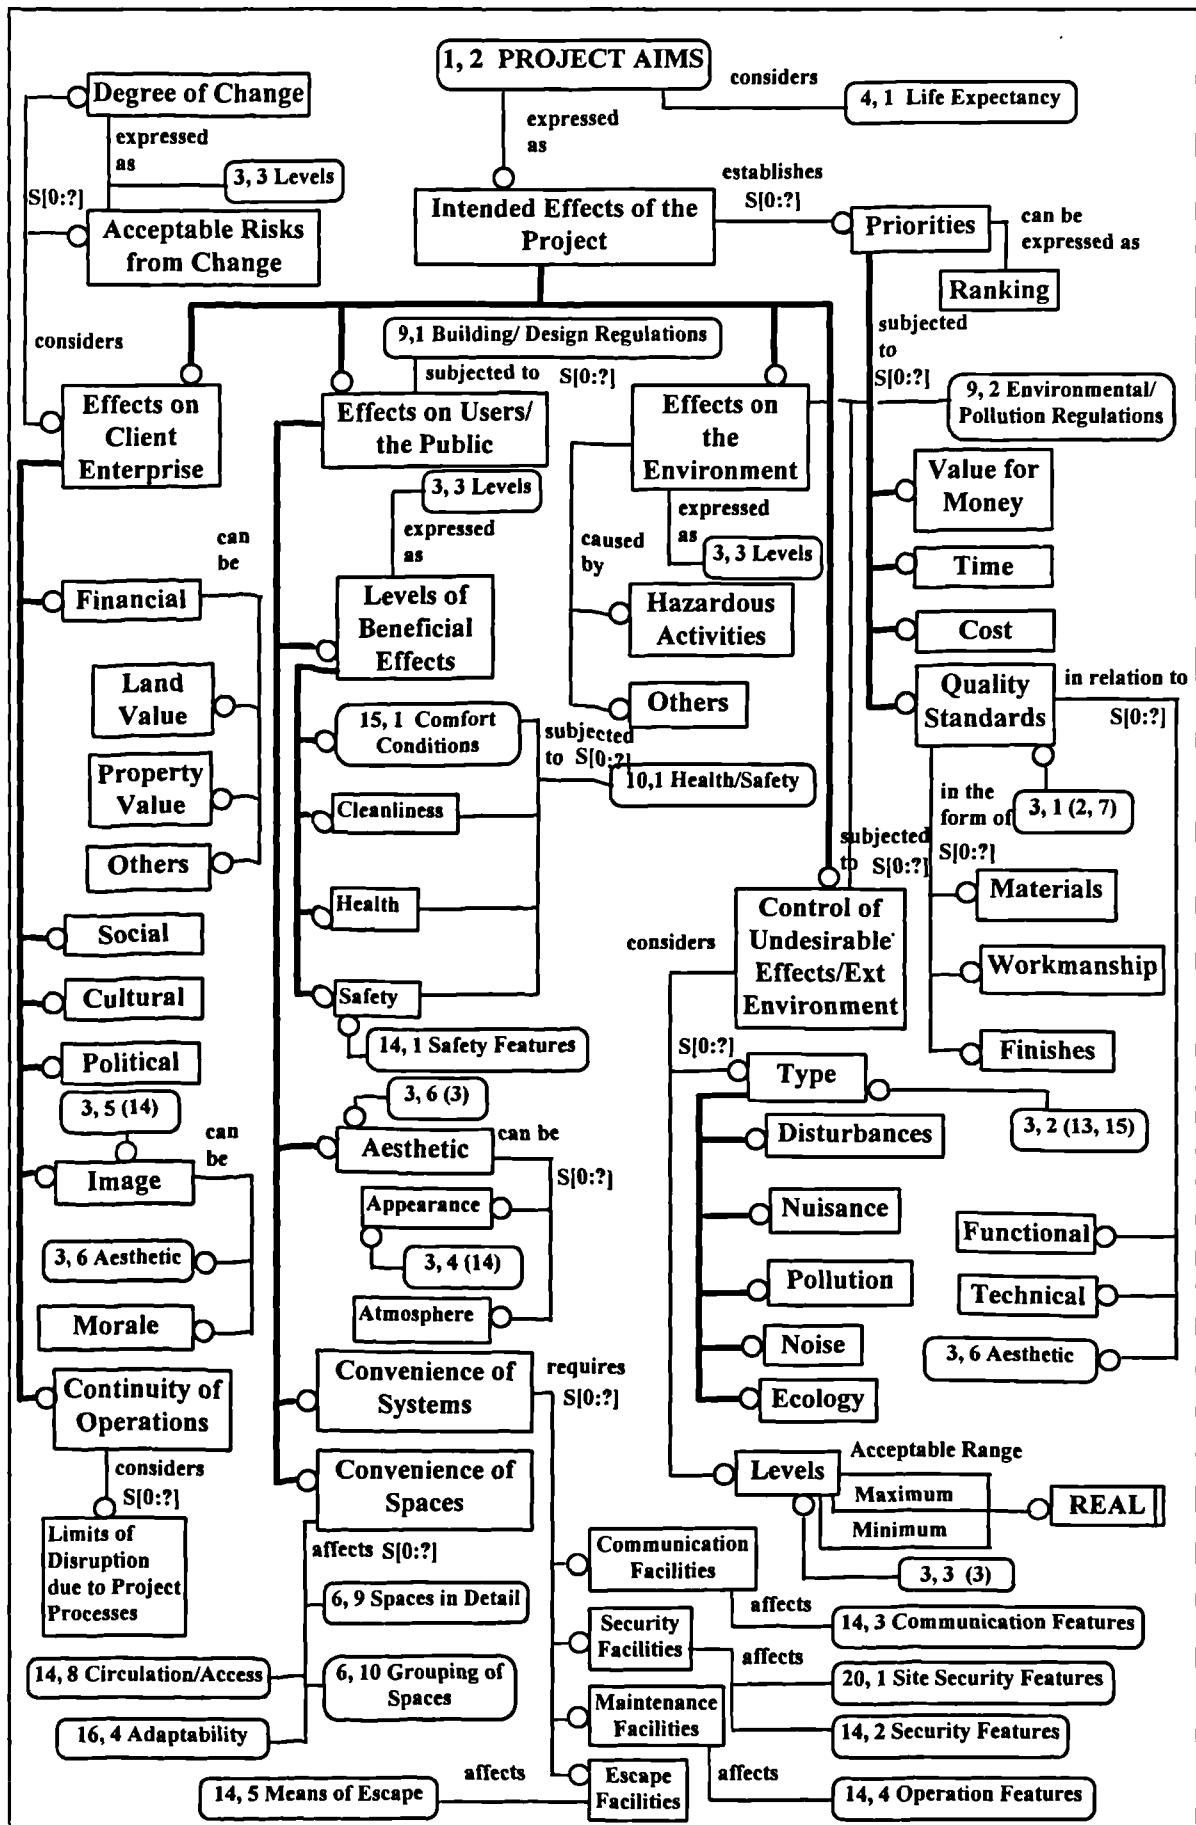 1, 2 PROJECT AIMS
considers
4, 1 Life Expectancy
Degree of Change
expressed
as
3, 3 Levels
S[0:?]
Acceptable Risks
from Change
expressed
as
establishes
S[0:?]
Intended Effects of the
Project
Priorities
can be
expressed as
Ranking
considers
9,1 Building/ Design Regulations
subjected to S[0:?]
subjected
to
S[0:?]
9, 2 Environmental/
Pollution Regulations
Effects on
Client
Enterprise
Effects on Users/
the Public
Effects on
the
Environment
3, 3 Levels
expressed
as
expressed
as
3, 3 Levels
caused
by
Value for
Money
Time
Cost
Quality
Standards
in relation to
S[0:?]
can
be
Financial
Land
Value
Property
Value
Others
Levels of
Beneficial
Effects
Hazardous
Activities
Others
15, 1 Comfort
Conditions
subjected
to S[0:?]
10,1 Health/Safety
Cleanliness
Health
Safety
14, 1 Safety Features
in the
form of
S[0:?]
3, 1 (2, 7)
subjected
to S[0:?]
Materials
Workmanship
Finishes
Social
Cultural
Political
considers
Control of
Undesirable
Effects/Ext
Environment
S[0:?]
Type
3, 2 (13, 15)
3, 5 (14)
can
be
Image
3, 6 Aesthetic
Morale
3, 6 (3)
Aesthetic
can be
S[0:?]
Appearance
3, 4 (14)
Atmosphere
Disturbances
Nuisance
Pollution
Noise
Ecology
Functional
Technical
3, 6 Aesthetic
Continuity of
Operations
considers
S[0:?]
Limits of
Disruption
due to Project
Processes
Convenience of
Systems
requires
S[0:?]
Convenience of
Spaces
affects S[0:?]
Levels
Acceptable Range
Maximum
Minimum
REAL
3, 3 (3)
6, 9 Spaces in Detail
14, 8 Circulation/Access
6, 10 Grouping of
Spaces
16, 4 Adaptability
Communication
Facilities
affects
14, 3 Communication Features
Security
Facilities
affects
20, 1 Site Security Features
14, 2 Security Features
Maintenance
Facilities
affects
14, 4 Operation Features
Escape
Facilities
affects
14, 5 Means of Escape